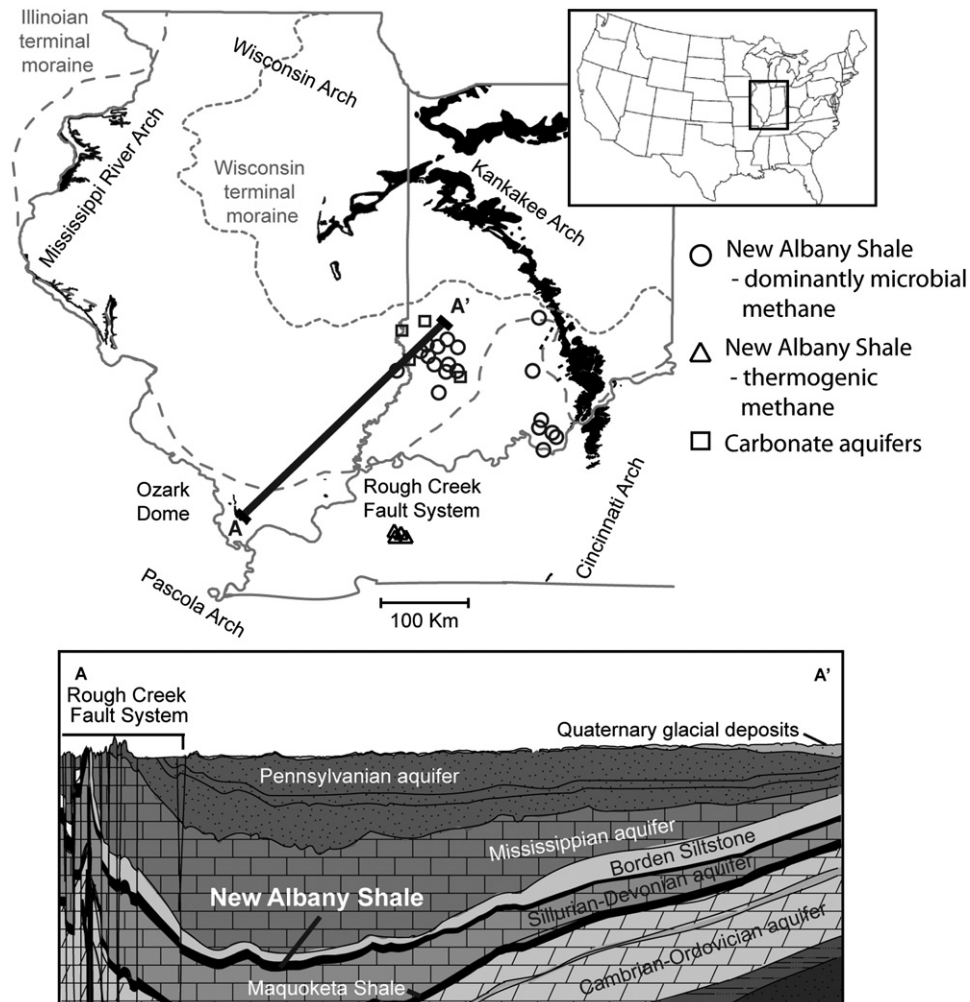 Illinoian
terminal
moraine
Wisconsin Arch
Mississippi River Arch
Wisconsin
terminal
moraine
Kankakee Arch
A'
New Albany Shale
- dominantly microbial
methane
New Albany Shale
- thermogenic
methane
Carbonate aquifers
Ozark
Dome
A
Rough Creek
Fault System
Cincinnati Arch
Pascola Arch
100 Km
A
A'
Rough Creek
Fault System
Quaternary glacial deposits
Pennsylvanian aquifer
Mississippian aquifer
Borden Siltstone
New Albany Shale
Sillurian-Devonian aquifer
Cambrian-Ordovician aquifer
Maquoketa Shale